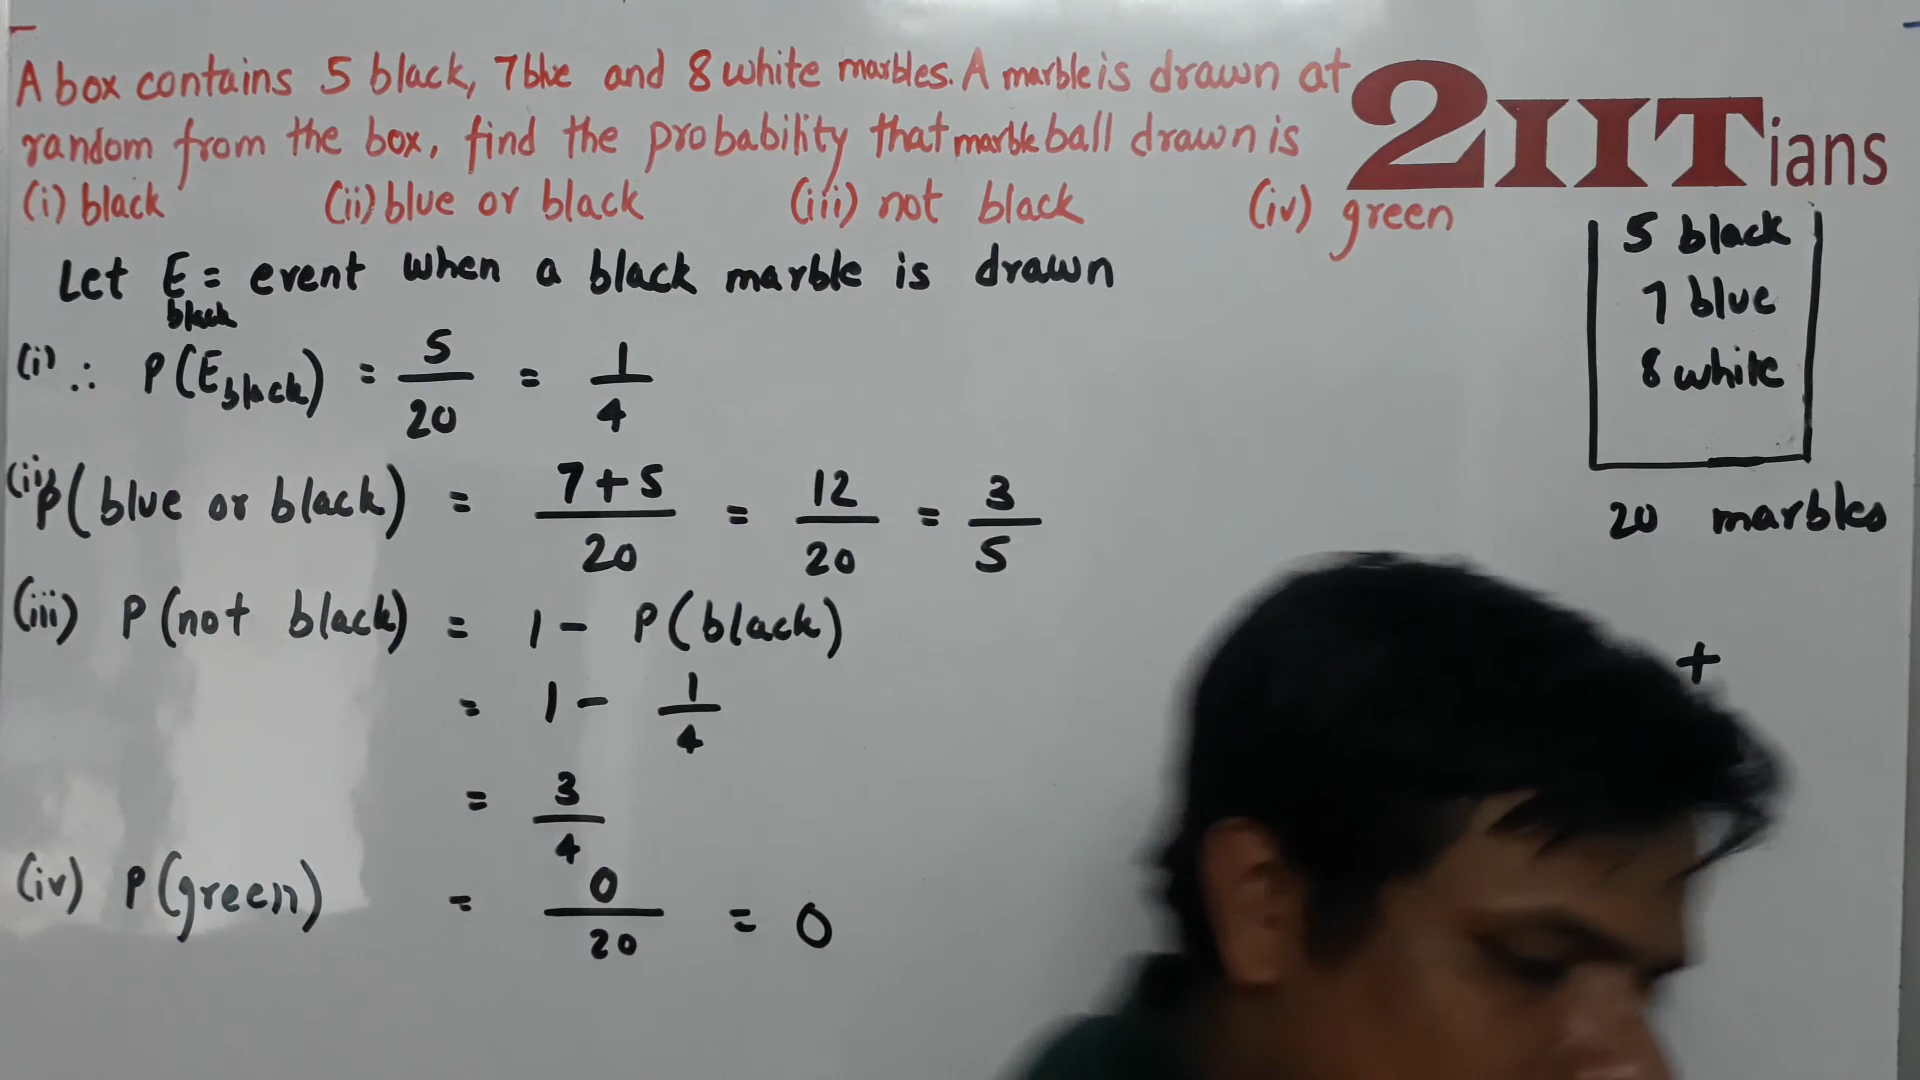 A box contains 5 black, 7 blue and 8 white marbles. A marble is drawn at
random from the box, find the probability that marble ball drawn is
(i) black (ii) blue or black (iii) not black (iv) green
2IITians
5 black
7 blue
8 white
20 marbles
+
Let E black = event when a black marble is drawn
(i) ∴ P(E black) = 5/20 = 1/4
(ii) P(blue or black) = 7+5/20 = 12/20 = 3/5
(iii) P(not black) = 1 - P(black)
= 1 - 1/4
= 3/4
(iv) P(green) = 0/20 = 0